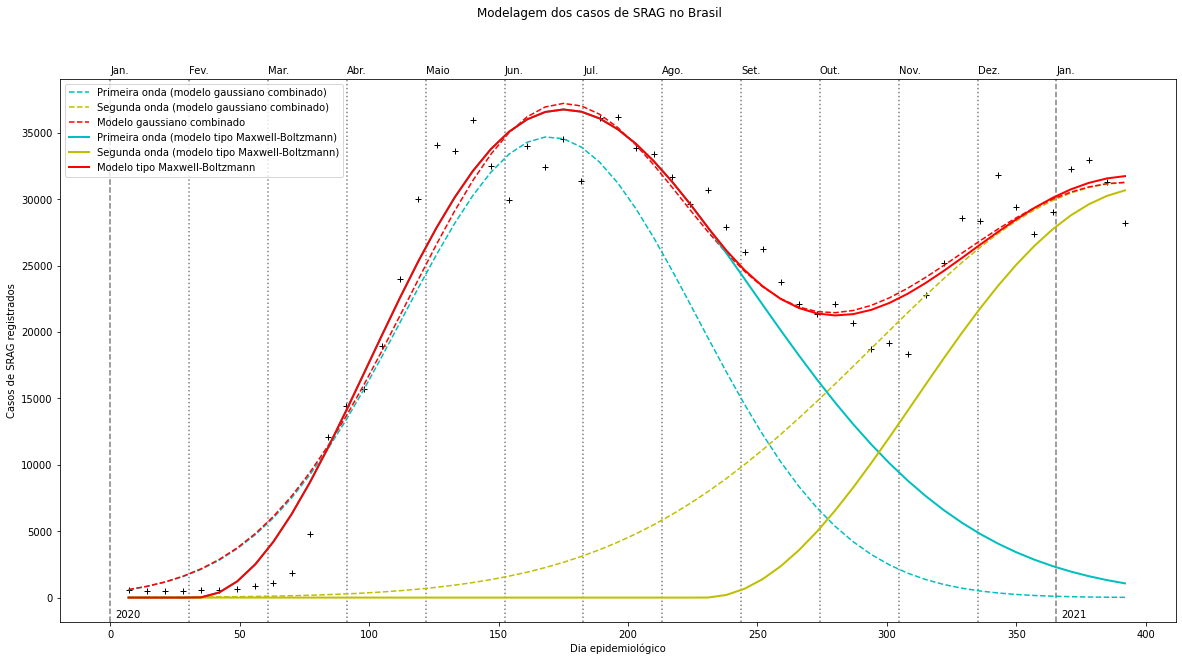 Modelagem dos casos de SRAG no Brasil
Jan. Fev. Mar. Abr. Maio Jun. Jul. Ago. Set. Out. Nov. Dez. Jan.
Primeira onda (modelo gaussiano combinado)
Segunda onda (modelo gaussiano combinado)
Modelo gaussiano combinado
Primeira onda (modelo tipo Maxwell-Boltzmann)
Segunda onda (modelo tipo Maxwell-Boltzmann)
Modelo tipo Maxwell-Boltzmann
Casos de SRAG registrados
35000
30000
25000
20000
15000
10000
5000
0
2020 2021
0 50 100 150 200 250 300 350 400
Dia epidemiológico